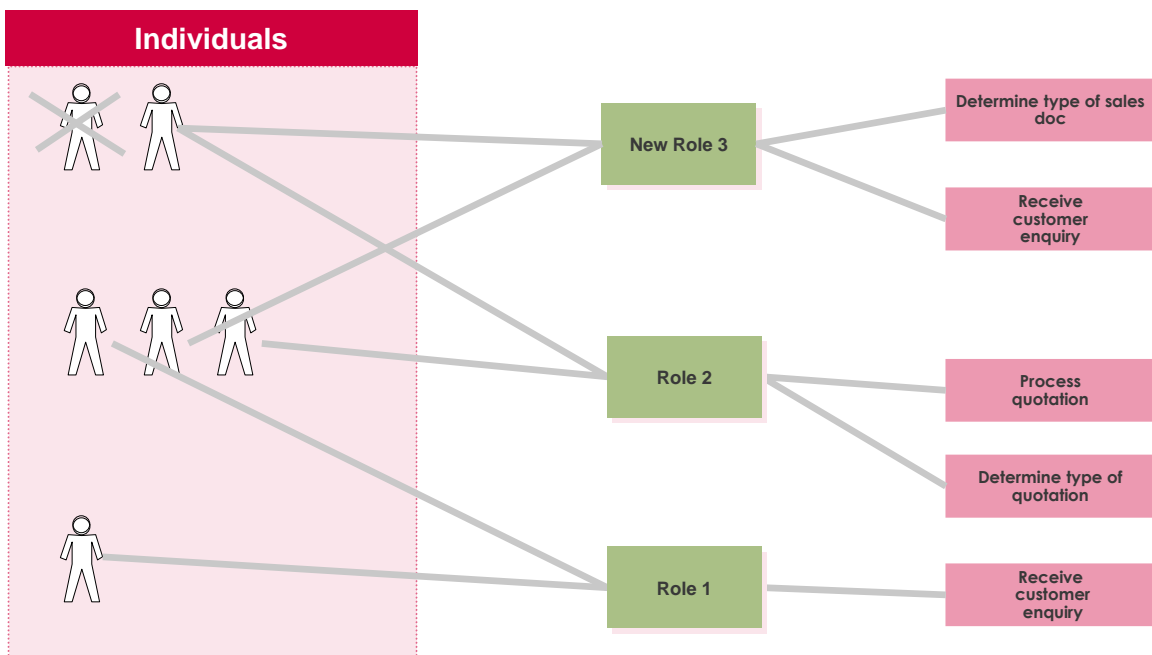 Individuals
New Role 3
Determine type of sales
doc
Receive
customer
enquiry
Role 2
Process
quotation
Determine type of
quotation
Role 1
Receive
customer
enquiry